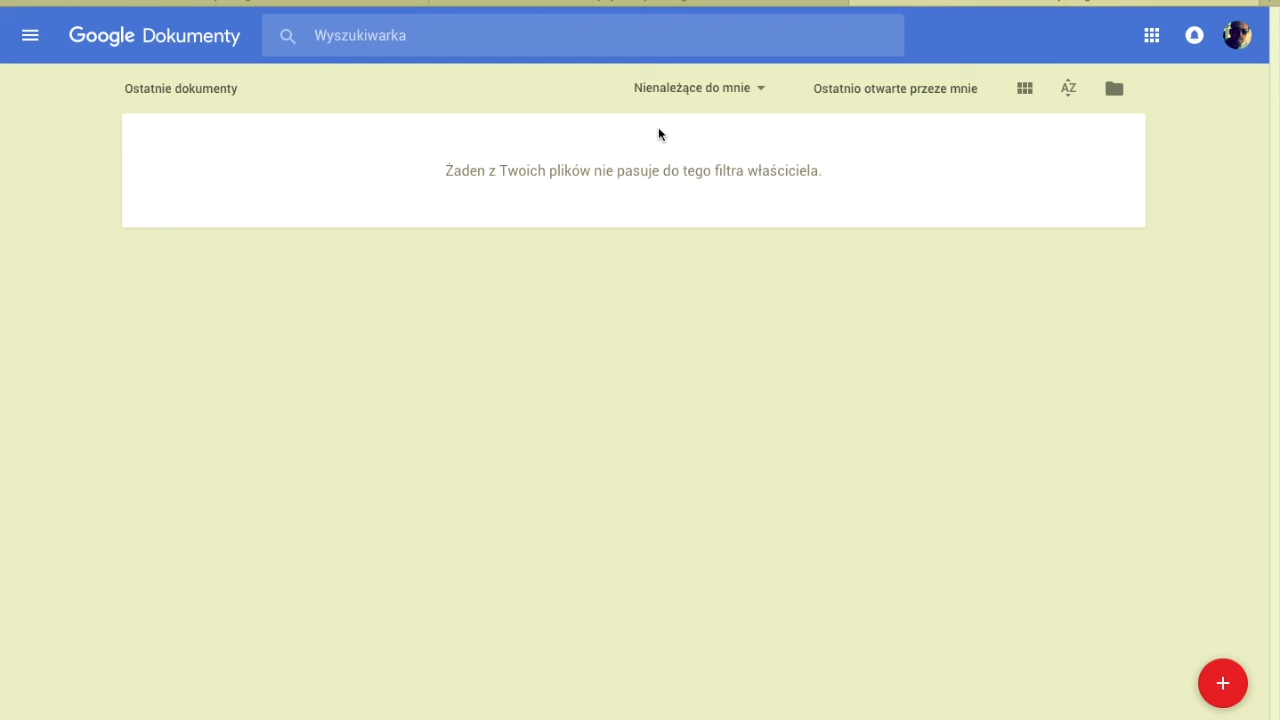 Google Dokumenty
Wyszukiwarka
Ostatnie dokumenty
Nienależące do mnie
Ostatnio otwarte przeze mnie
AZ
Żaden z Twoich plików nie pasuje do tego filtra właściciela.